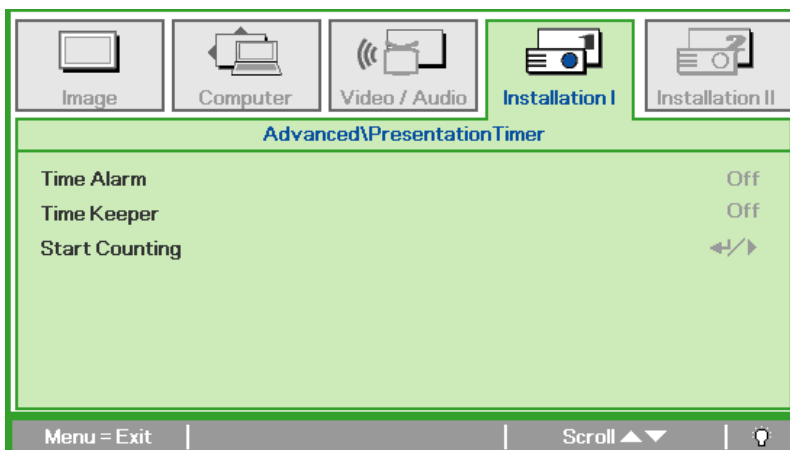 Image
Computer
Video / Audio
Installation I
Installation II
Advanced\PresentationTimer
Time Alarm Off
Time Keeper Off
Start Counting
Menu = Exit Scroll